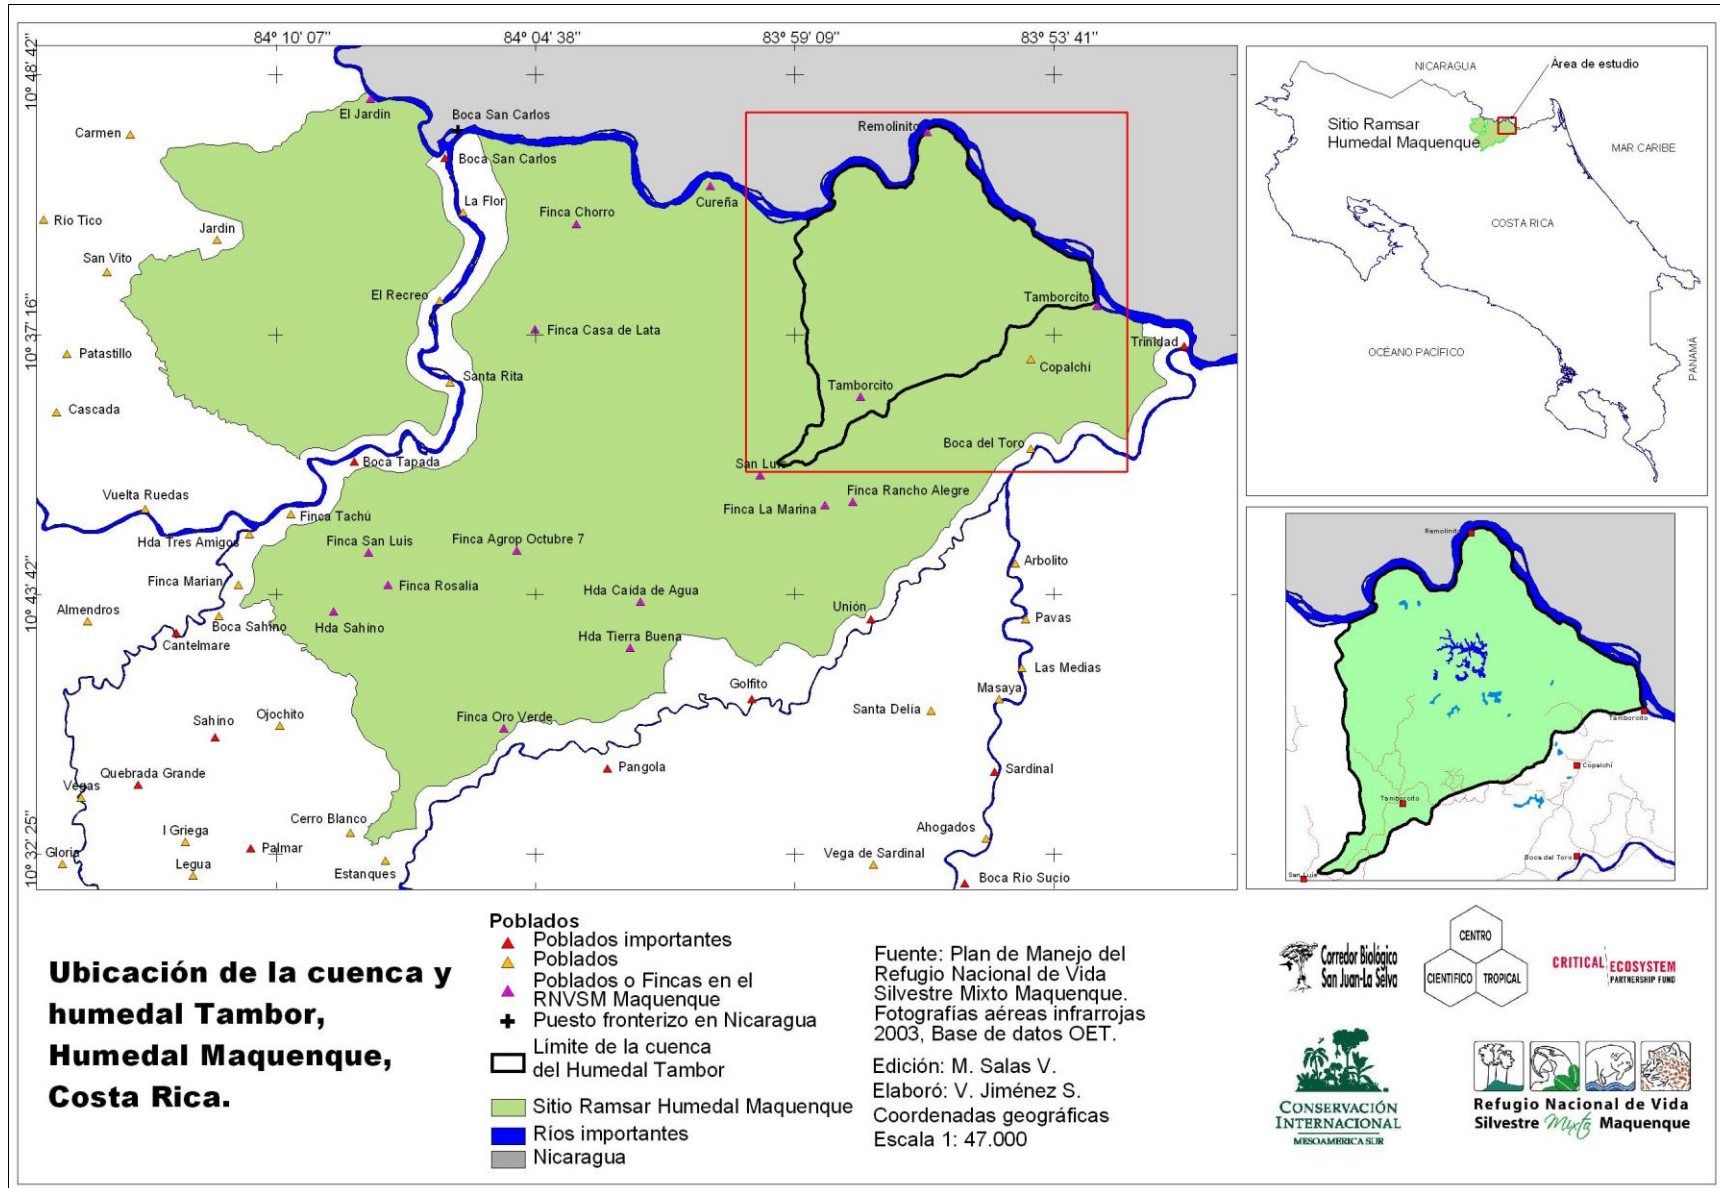 84° 10' 07"
84° 04' 38"
83° 59' 09"
83° 53' 41"
10° 48' 42"
10° 37' 16"
10° 43' 42"
10° 32' 25"
El Jardín
Boca San Carlos
Boca San Carlos
Carmen
La Flor
Rio Tico
Jardín
San Vito
El Recreo
Finca Chorro
Cureña
Remolinito
Tamborcito
Trinidad
Finca Casa de Lata
Copalchí
Patastillo
Santa Rita
Cascada
Tamborcito
Boca del Toro
Boca Tapada
San Luis
Vuelta Ruedas
Finca Tachú
Finca Rancho Alegre
Finca La Marina
Hda Tres Amigos
Finca San Luis
Finca Agrop Octubre 7
Arbolito
Finca Marian
Finca Rosalia
Hda Caída de Agua
Almendros
Boca Sahino
Hda Sahino
Unión
Pavas
Cantelmare
Hda Tierra Buena
Las Medias
Golfito
Masaya
Santa Delia
Sahino
Ojochito
Finca Oro Verde
Pangola
Sardinal
Quebrada Grande
Vegas
Cerro Blanco
Ahogados
I Griega
Palmar
Gloria
Legua
Estanques
Vega de Sardinal
Boca Rio Sucio
NICARAGUA
Área de estudio
Sitio Ramsar
Humedal Maquenque
MAR CARIBE
COSTA RICA
OCÉANO PACÍFICO
PANAMÁ
Remolinito
Tamborcito
Copalchí
Tamborcito
Boca del Toro
San Luis
Ubicación de la cuenca y
humedal Tambor,
Humedal Maquenque,
Costa Rica.
Poblados
Poblados importantes
Poblados
Poblados o Fincas en el
RNVSM Maquenque
Puesto fronterizo en Nicaragua
Límite de la cuenca
del Humedal Tambor
Sitio Ramsar Humedal Maquenque
Ríos importantes
Nicaragua
Fuente: Plan de Manejo del
Refugio Nacional de Vida
Silvestre Mixto Maquenque.
Fotografías aéreas infrarrojas
2003, Base de datos OET.
Edición: M. Salas V.
Elaboró: V. Jiménez S.
Coordenadas geográficas
Escala 1: 47.000
Corredor Biológico
San Juan-La Selva
CENTRO
CIENTIFICO
TROPICAL
CRITICAL ECOSYSTEM
PARTNERSHIP FUND
CONSERVACIÓN
INTERNACIONAL
MESOAMERICA SUR
Refugio Nacional de Vida
Silvestre Mixto Maquenque